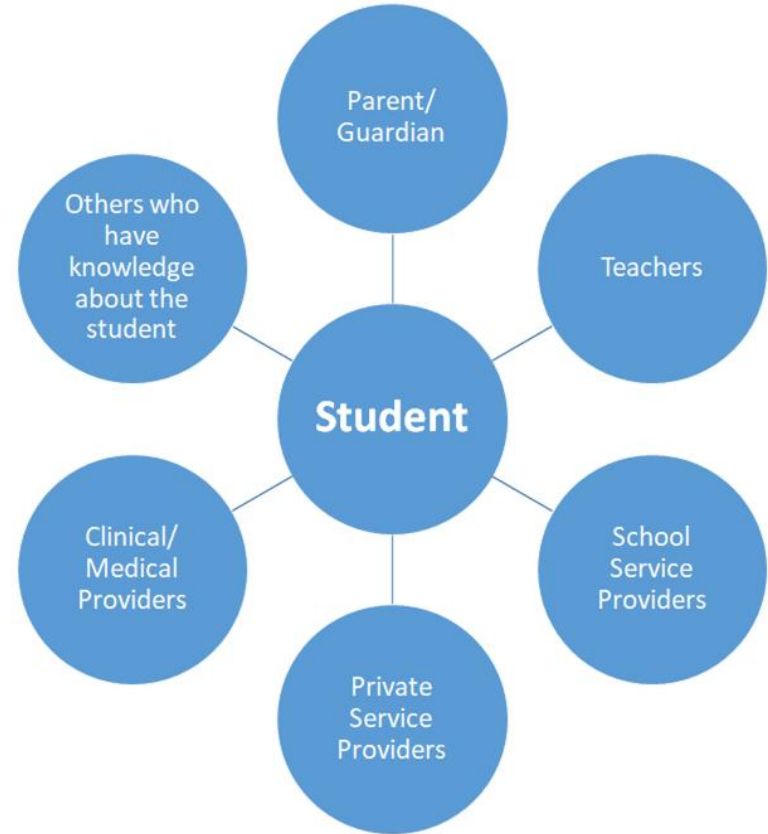 Parent/
Guardian
Teachers
School
Service
Providers
Private
Service
Providers
Clinical/
Medical
Providers
Others who
have
knowledge
about the
student
Student